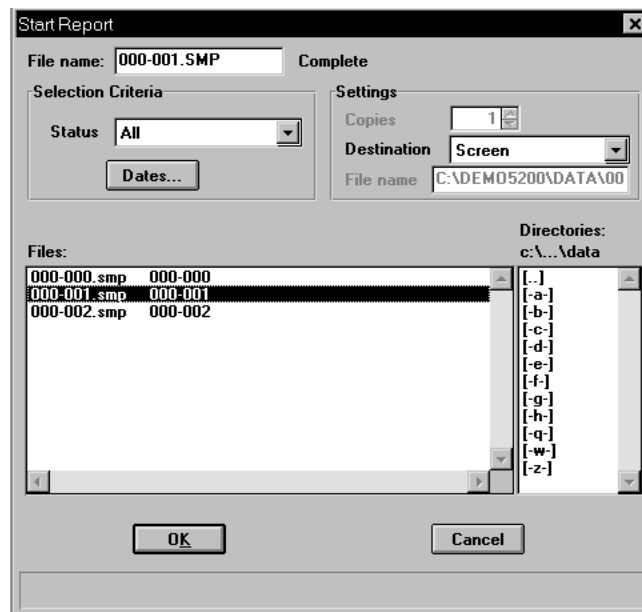 Start Report
File name: 000-001.SMP Complete
Selection Criteria
Status All
Dates...
Settings
Copies 1
Destination Screen
File name C:\DEMO5200\DATA\00
Files:
000-000.smp 000-000
000-001.smp 000-001
000-002.smp 000-002
Directories:
c:\...\data
[..]
[-a-]
[-b-]
[-c-]
[-d-]
[-e-]
[-f-]
[-g-]
[-h-]
[-q-]
[-w-]
[-z-]
OK
Cancel